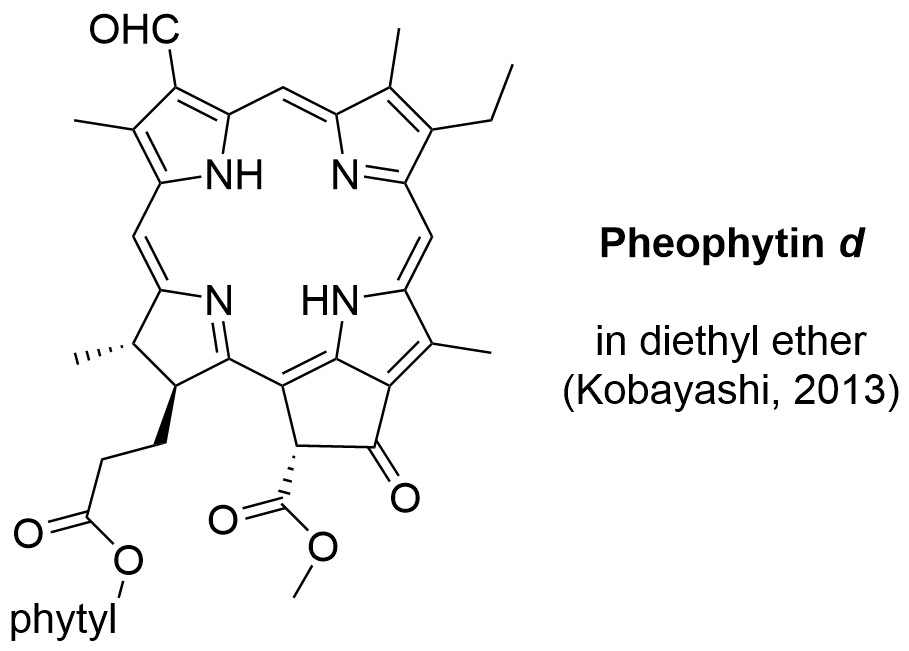 OHC
NH
N
N
HN
O
O
O
O
O
phytyl
Pheophytin d
in diethyl ether
(Kobayashi, 2013)